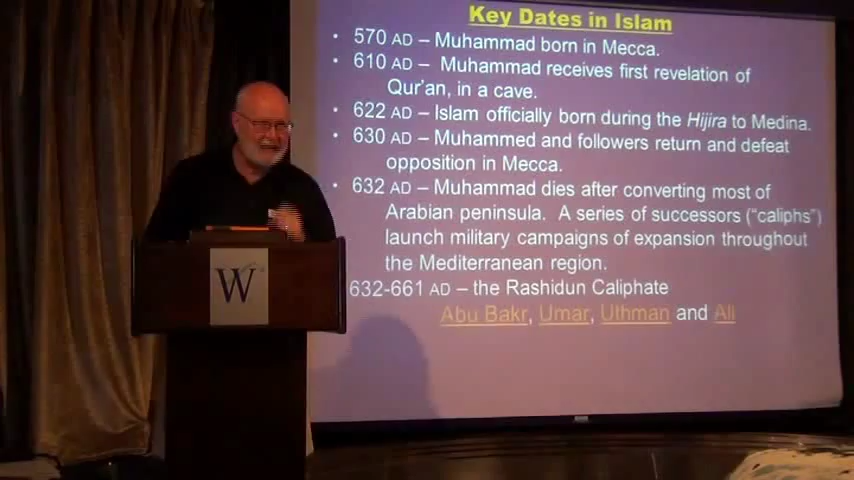 Key Dates in Islam
• 570 AD – Muhammad born in Mecca.
• 610 AD – Muhammad receives first revelation of
Qur'an, in a cave.
• 622 AD – Islam officially born during the Hijira to Medina.
• 630 AD – Muhammed and followers return and defeat
opposition in Mecca.
• 632 AD – Muhammad dies after converting most of
Arabian peninsula. A series of successors ("caliphs")
launch military campaigns of expansion throughout
the Mediterranean region.
632-661 AD – the Rashidun Caliphate
Abu Bakr, Umar, Uthman and Ali
W